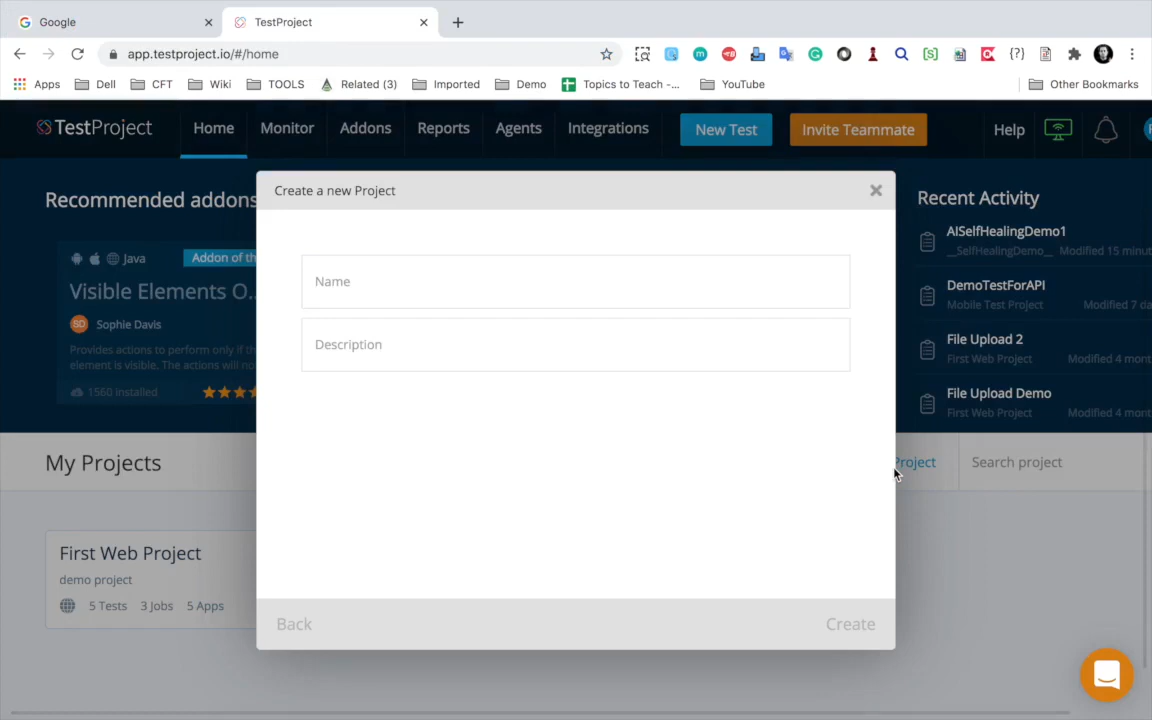 Google
TestProject
app.testproject.io/#/home
Apps Dell CFT Wiki TOOLS Related (3) Imported Demo Topics to Teach -... YouTube Other Bookmarks
TestProject Home Monitor Addons Reports Agents Integrations New Test Invite Teammate Help
Recommended addons
Java Addon of th
Visible Elements O...
SD Sophie Davis
Provides actions to perform only if th
element is visible. The actions will no
1560 Installed
Create a new Project
Name
Description
Back
Create
Recent Activity
AISelfHealingDemo1
__SelfHealingDemo__ Modified 15 minut
DemoTestForAPI
Mobile Test Project Modified 7 da
File Upload 2
First Web Project Modified 4 mont
File Upload Demo
First Web Project Modified 4 mont
My Projects
Project
Search project
First Web Project
demo project
5 Tests 3 Jobs 5 Apps